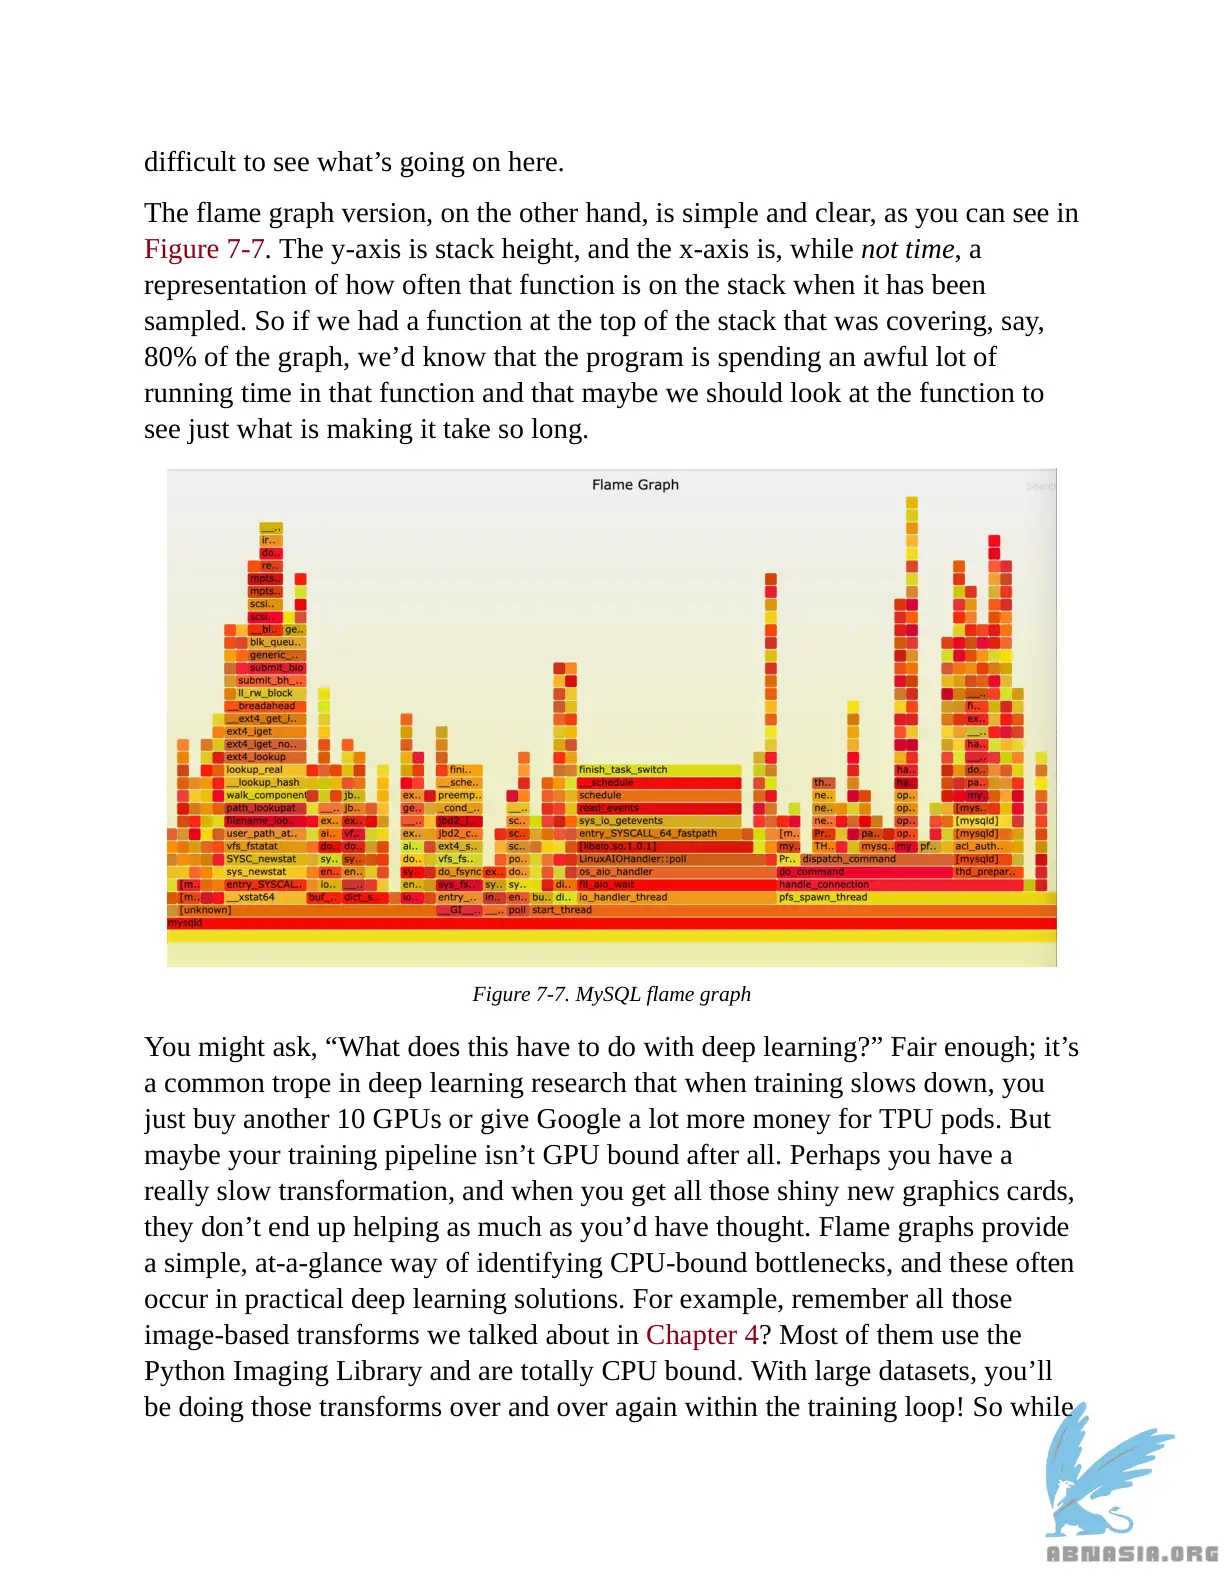 difficult to see what’s going on here.
The flame graph version, on the other hand, is simple and clear, as you can see in
Figure 7-7. The y-axis is stack height, and the x-axis is, while not time, a
representation of how often that function is on the stack when it has been
sampled. So if we had a function at the top of the stack that was covering, say,
80% of the graph, we’d know that the program is spending an awful lot of
running time in that function and that maybe we should look at the function to
see just what is making it take so long.
Flame Graph
Search
__..
ir..
do..
re..
mpts..
mpts..
scsi..
scsi..
__bl.. ge..
blk_queu..
generic_..
submit_bio
submit_bh_..
ll_rw_block __..
__breadahead fi..
__ext4_get_i.. ex..
ext4_iget __..
ext4_iget_no.. ha..
ext4_lookup __..
lookup_real fini.. finish_task_switch ha.. do..
__lookup_hash __sche.. __schedule th.. ha.. pa..
walk_component jb.. ex.. preemp.. schedule ne.. op.. my..
path_lookupat __.. jb.. ge.. _cond_.. __.. read_events ne.. op.. [mys..
filename_loo.. ex.. ex.. __.. jbd2_l.. sc.. sys_io_getevents ne.. op.. [mysqld]
user_path_at.. ai.. vf.. ex.. jbd2_c.. sc.. entry_SYSCALL_64_fastpath [m.. Pr.. pa.. op.. [mysqld]
vfs_fstatat do.. do.. ai.. ext4_s.. sc.. [libaio.so.1.0.1] my.. TH.. mysq.. my.. pf.. acl_auth..
SYSC_newstat sy.. sy.. do.. vfs_fs.. po.. LinuxAIOHandler::poll Pr.. dispatch_command [mysqld]
sys_newstat en.. en.. sy.. do_fsync ex.. do.. os_aio_handler do_command thd_prepar..
[m.. entry_SYSCAL.. io.. __.. en.. sys_fs.. sy.. sy.. di.. fil_aio_wait handle_connection
[m.. __xstat64 buf_.. dict_s.. io.. entry_.. in.. en.. bu.. di.. io_handler_thread pfs_spawn_thread
[unknown] __GI__.. __.. poll start_thread
mysqld
Figure 7-7. MySQL flame graph
You might ask, “What does this have to do with deep learning?” Fair enough; it’s
a common trope in deep learning research that when training slows down, you
just buy another 10 GPUs or give Google a lot more money for TPU pods. But
maybe your training pipeline isn’t GPU bound after all. Perhaps you have a
really slow transformation, and when you get all those shiny new graphics cards,
they don’t end up helping as much as you’d have thought. Flame graphs provide
a simple, at-a-glance way of identifying CPU-bound bottlenecks, and these often
occur in practical deep learning solutions. For example, remember all those
image-based transforms we talked about in Chapter 4? Most of them use the
Python Imaging Library and are totally CPU bound. With large datasets, you’ll
be doing those transforms over and over again within the training loop! So while
ABNASIA.ORG